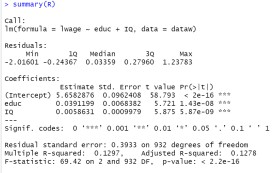 > summary(R)
Call:
lm(formula = lwage ~ educ + IQ, data = dataw)
Residuals:
Min 1Q Median 3Q Max
-2.01601 -0.24367 0.03359 0.27960 1.23783
Coefficients:
Estimate Std. Error t value Pr(>|t|)
(Intercept) 5.6582876 0.0962408 58.793 < 2e-16 ***
educ 0.0391199 0.0068382 5.721 1.43e-08 ***
IQ 0.0058631 0.0009979 5.875 5.87e-09 ***
---
Signif. codes: 0 '***' 0.001 '**' 0.01 '*' 0.05 '.' 0.1 ' ' 1
Residual standard error: 0.3933 on 932 degrees of freedom
Multiple R-squared: 0.1297, Adjusted R-squared: 0.1278
F-statistic: 69.42 on 2 and 932 DF, p-value: < 2.2e-16